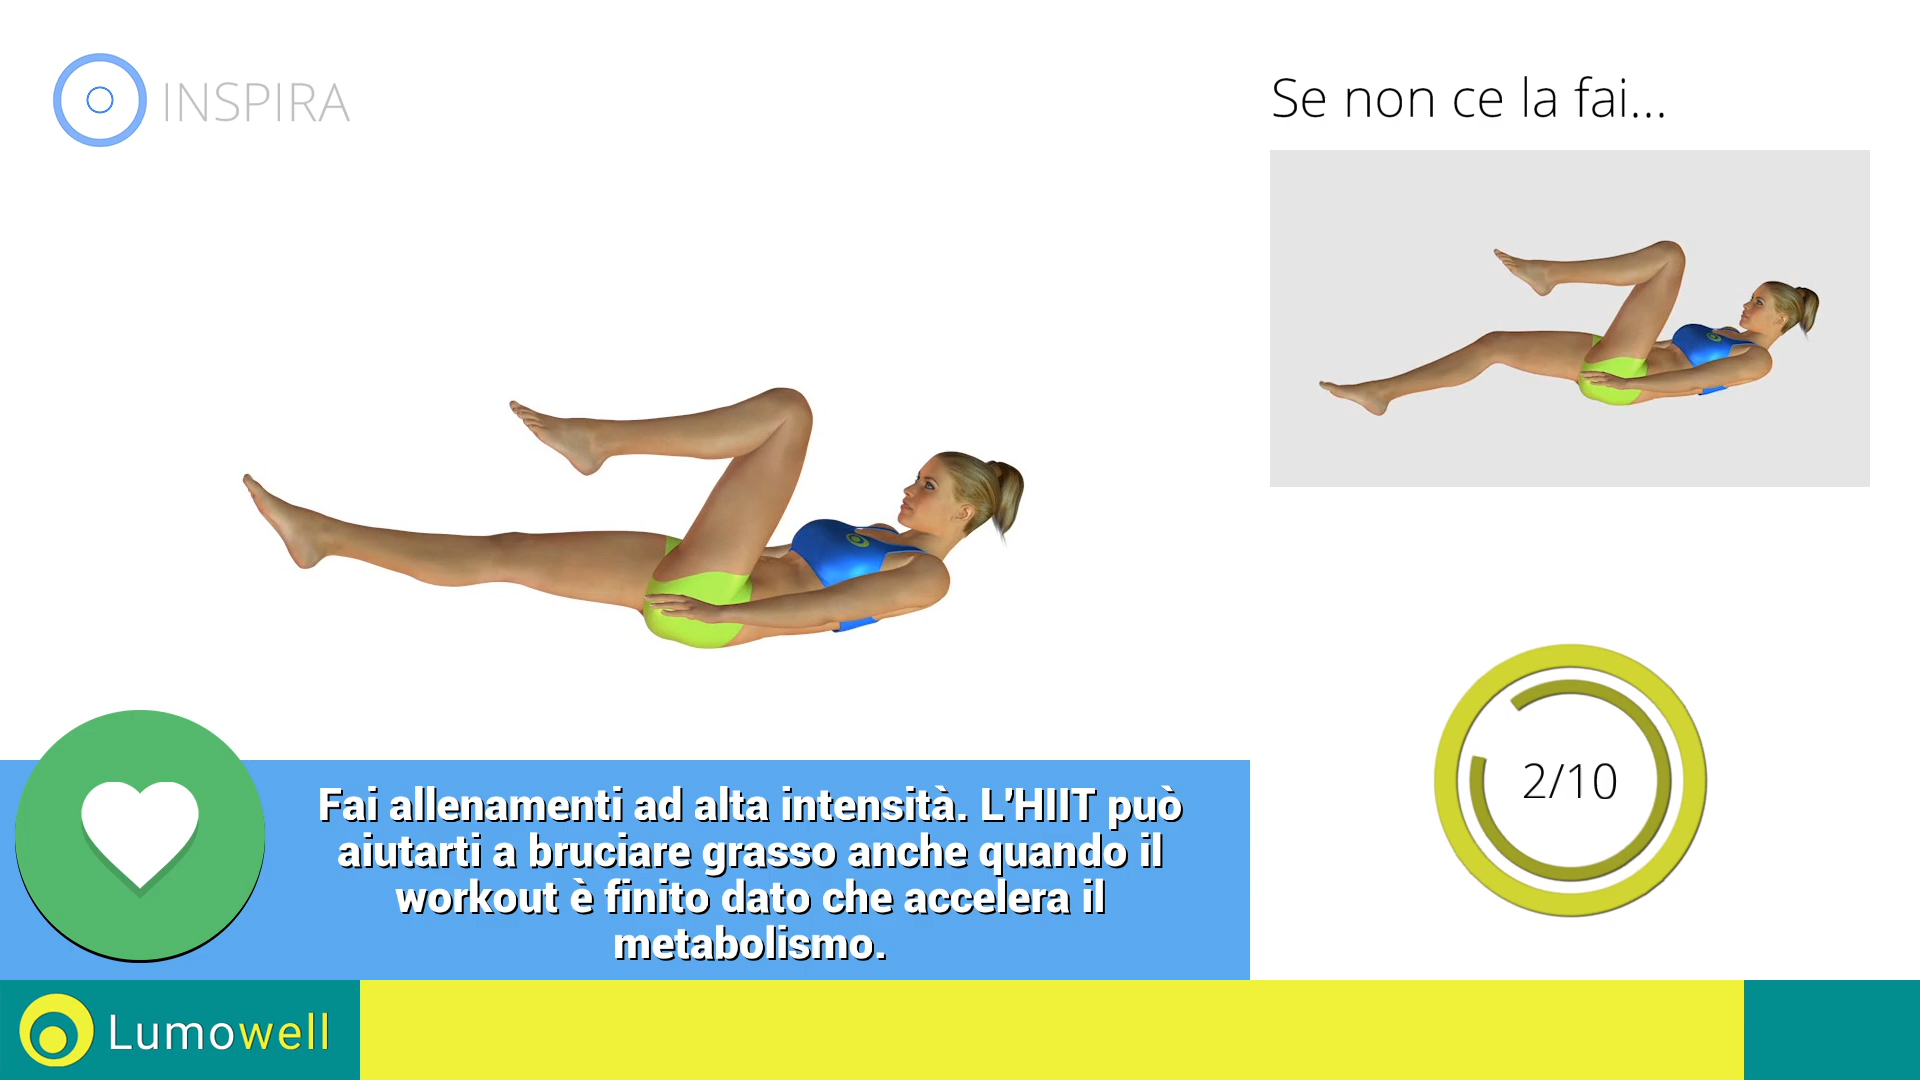 INSPIRA
Se non ce la fai...
2/10
Fai allenamenti ad alta intensità. L'HIIT può
aiutarti a bruciare grasso anche quando il
workout è finito dato che accelera il
metabolismo.
Lumowell